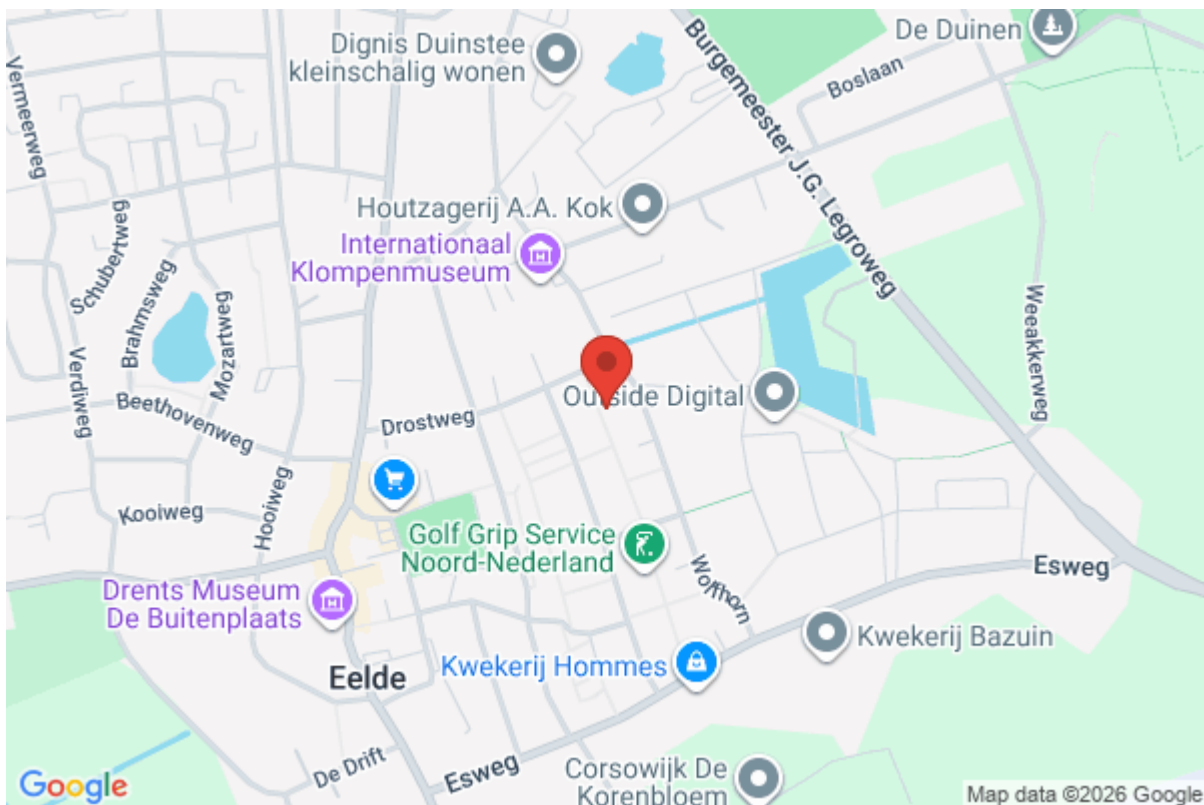 Dignis Duinstee
kleinschalig wonen
De Duinen
Boslaan
Burgemeester J.G. Legroweg
Vermeerweg
Houtzagerij A.A. Kok
Schubertweg
Internationaal
Klompenmuseum
Brahmsweg
Mozartweg
Weeakkerweg
Verdiweg
Beethovenweg
Outside Digital
Drostweg
Hooiweg
Kooiweg
Golf Grip Service
Noord-Nederland
Wolfhorn
Esweg
Drents Museum
De Buitenplaats
Kwekerij Bazuin
Kwekerij Hommes
Eelde
De Drift
Esweg
Corsowijk De
Korenbloem
Google
Map data ©2026 Google